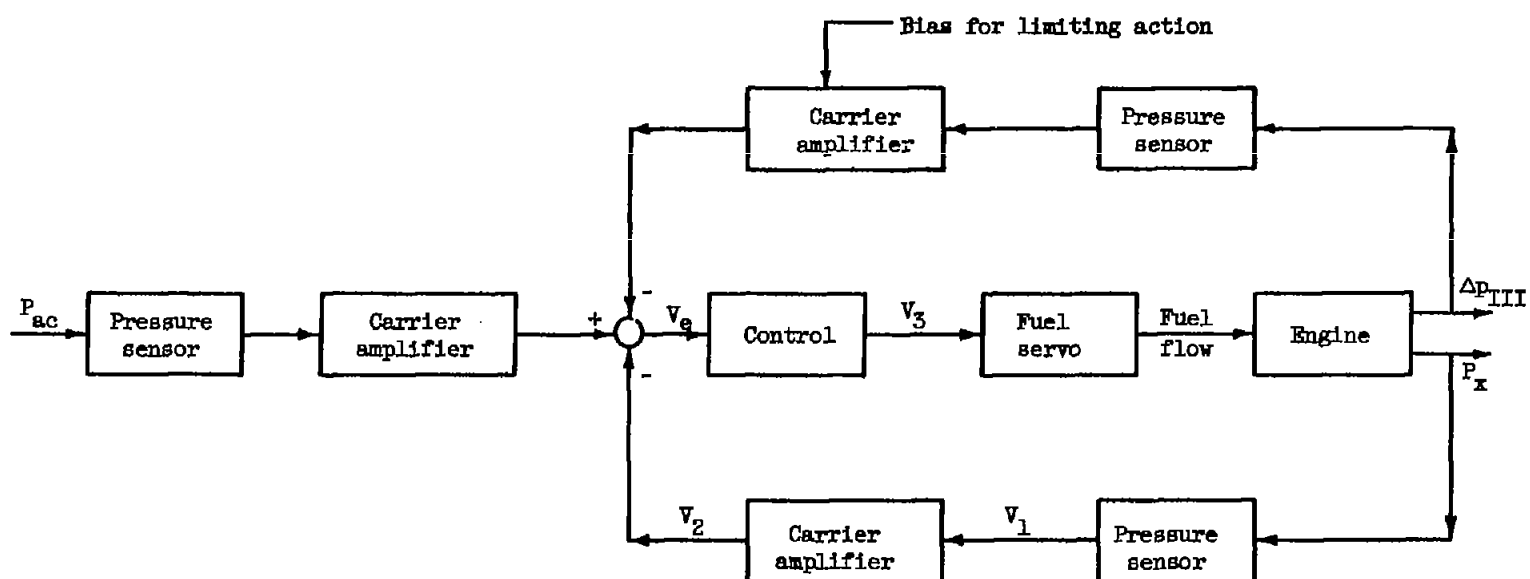 Bias for limiting action
Carrier
amplifier
Pressure
sensor
-
P_ac
Pressure
sensor
Carrier
amplifier
+
V_e
Control
V_3
Fuel
servo
Fuel
flow
Engine
Δp_III
P_x
-
V_2
Carrier
amplifier
V_1
Pressure
sensor